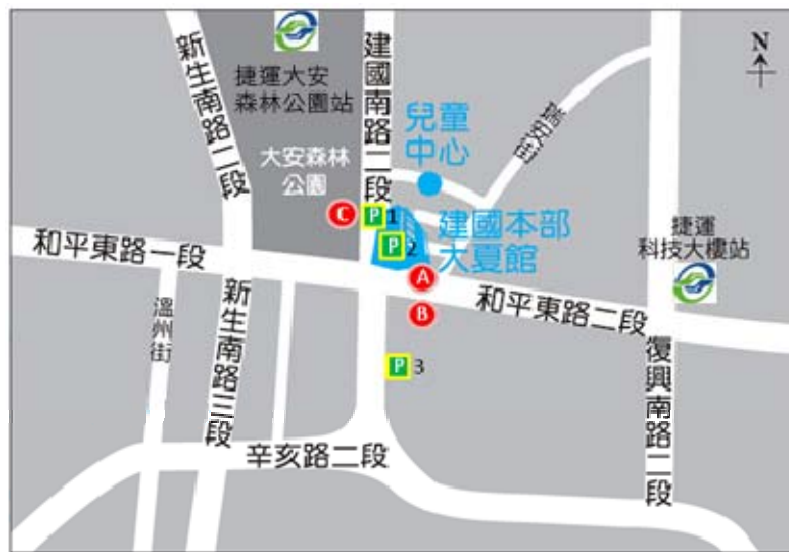 新生南路二段
捷運大安
森林公園站
建國南路二段
N
兒童
中心
瑞安街
大安森林
公園
C
P 1
P 2
建國本部
大夏館
捷運
科技大樓站
和平東路一段
A
B
和平東路二段
溫州街
新生南路三段
P 3
復興南路二段
辛亥路二段